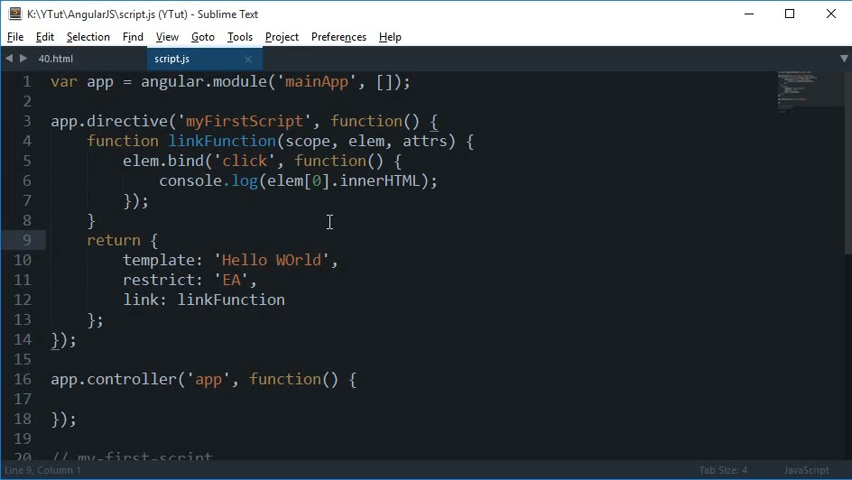 K:\YTut\AngularJS\script.js (YTut) - Sublime Text
File Edit Selection Find View Goto Tools Project Preferences Help
40.html script.js
1 var app = angular.module('mainApp', []);
2
3 app.directive('myFirstScript', function() {
4 function linkFunction(scope, elem, attrs) {
5 elem.bind('click', function() {
6 console.log(elem[0].innerHTML);
7 });
8 }
9 return {
10 template: 'Hello WOrld',
11 restrict: 'EA',
12 link: linkFunction
13 };
14 });
15
16 app.controller('app', function() {
17
18 });
19
20 // my-first-script
Line 9, Column 1 Tab Size: 4 JavaScript